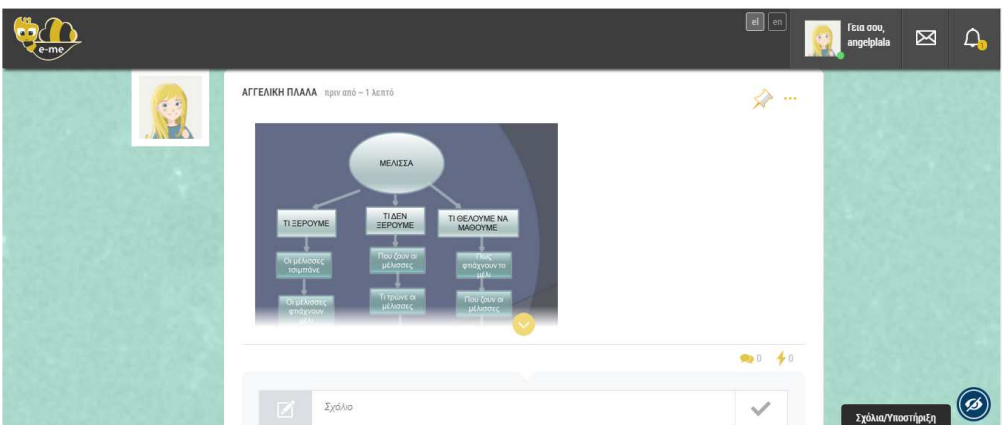 e-me
el en
Γεια σου,
angelplala
1
ΑΓΓΕΛΙΚΗ ΠΛΑΛΑ πριν από ~ 1 λεπτό
ΜΕΛΙΣΣΑ
ΤΙ ΞΕΡΟΥΜΕ
ΤΙ ΔΕΝ
ΞΕΡΟΥΜΕ
ΤΙ ΘΕΛΟΥΜΕ ΝΑ
ΜΑΘΟΥΜΕ
Οι μέλισσες
τσιμπάνε
Που ζουν οι
μέλισσες
Πως
φτιάχνουν το
μέλι
Οι μέλισσες
φτιάχνουν
μέλι
Τι τρώνε οι
μέλισσες
Που ζουν οι
μέλισσες
0 0
Σχόλιο
Σχόλια/Υποστήριξη